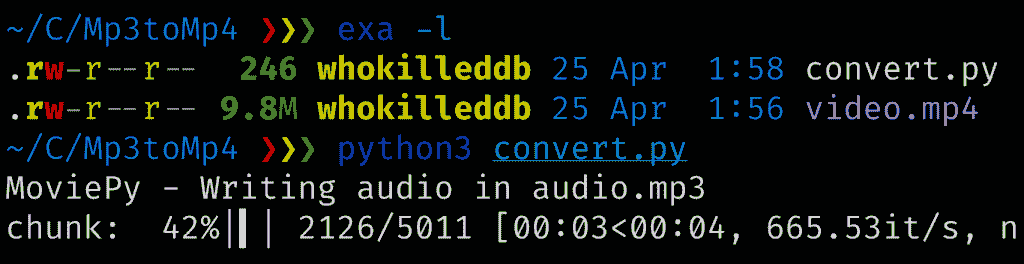 ~/C/Mp3toMp4 ❯❯❯ exa -l
.rw-r--r-- 246 whokilleddb 25 Apr 1:58 convert.py
.rw-r--r-- 9.8M whokilleddb 25 Apr 1:56 video.mp4
~/C/Mp3toMp4 ❯❯❯ python3 convert.py
MoviePy - Writing audio in audio.mp3
chunk: 42%|▌ | 2126/5011 [00:03<00:04, 665.53it/s, n